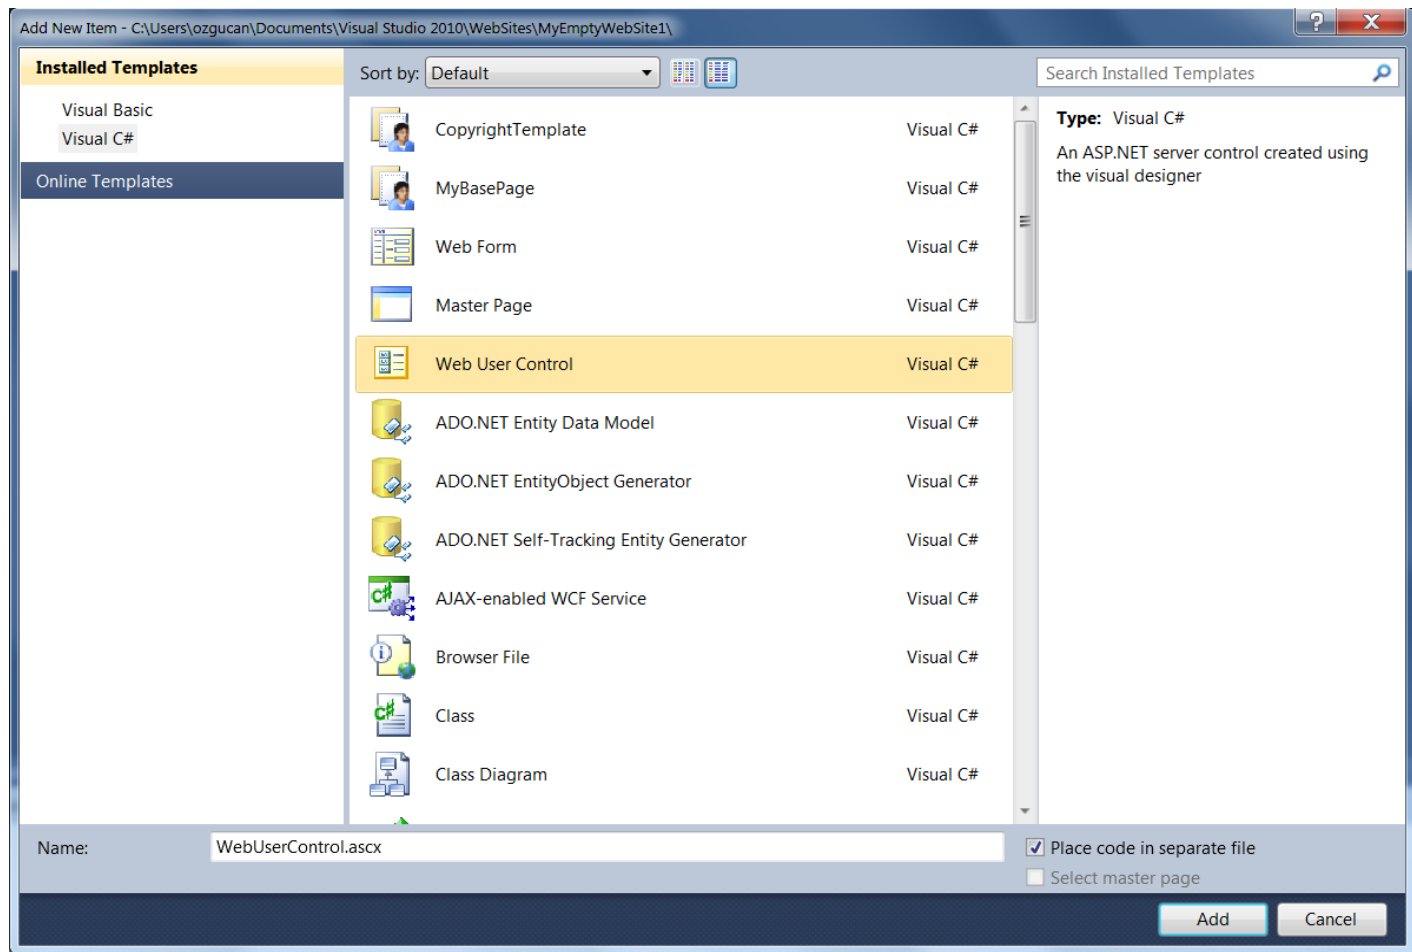 Add New Item - C:\Users\ozgucan\Documents\Visual Studio 2010\WebSites\MyEmptyWebSite1\
Installed Templates
Visual Basic
Visual C#
Online Templates
Sort by: Default
Search Installed Templates
CopyrightTemplate Visual C#
MyBasePage Visual C#
Web Form Visual C#
Master Page Visual C#
Web User Control Visual C#
ADO.NET Entity Data Model Visual C#
ADO.NET EntityObject Generator Visual C#
ADO.NET Self-Tracking Entity Generator Visual C#
AJAX-enabled WCF Service Visual C#
Browser File Visual C#
Class Visual C#
Class Diagram Visual C#
Type: Visual C#
An ASP.NET server control created using
the visual designer
Name: WebUserControl.ascx
Place code in separate file
Select master page
Add Cancel